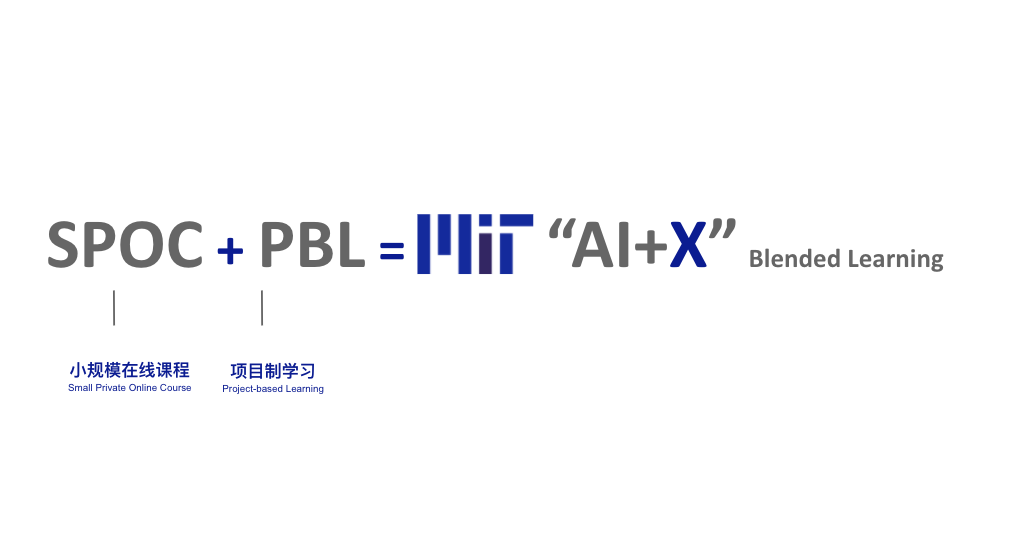 SPOC + PBL = MIT “AI+X” Blended Learning
小规模在线课程 项目制学习
Small Private Online Course Project-based Learning